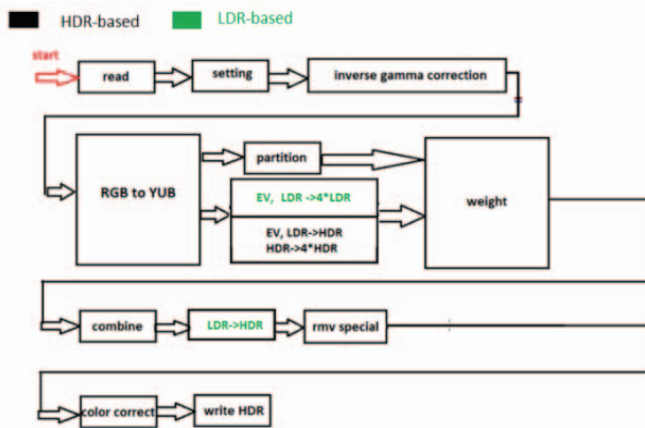 HDR-based LDR-based
start
read setting inverse gamma correction
RGB to YUB
partition
EV, LDR ->4*LDR
EV, LDR->HDR
HDR->4*HDR
weight
combine LDR->HDR rmv special
color correct write HDR